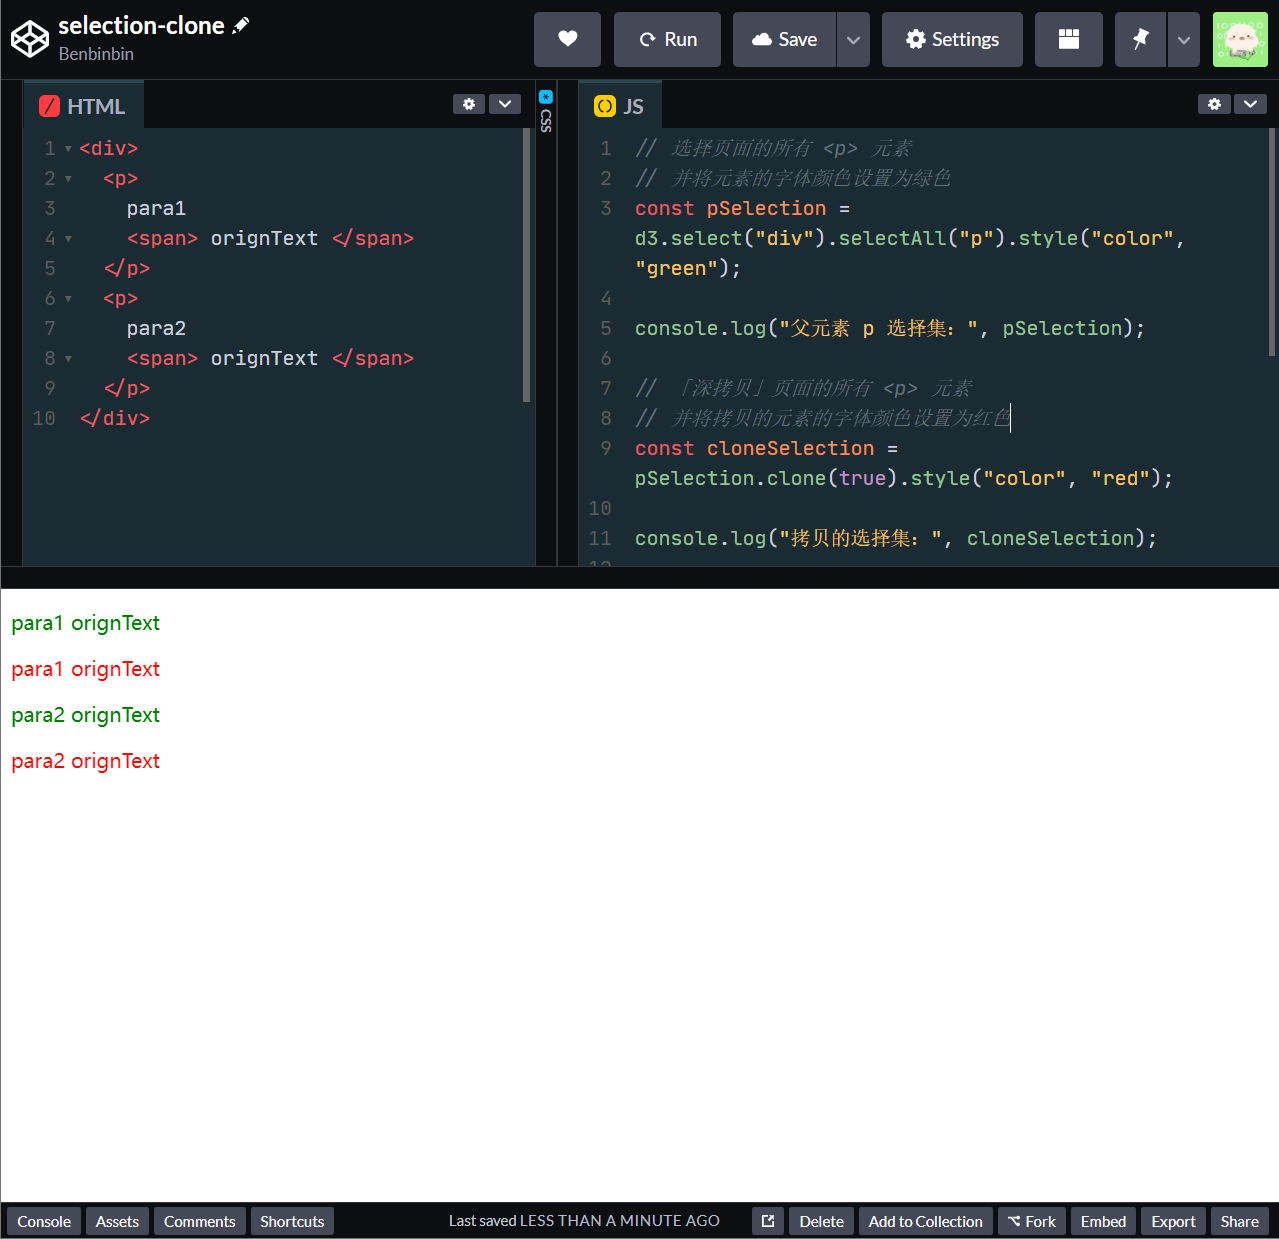 selection-clone
Benbinbin
Run
Save
Settings
HTML
CSS
JS
1 <div>
2 <p>
3 para1
4 <span> orignText </span>
5 </p>
6 <p>
7 para2
8 <span> orignText </span>
9 </p>
10 </div>
1 // 选择页面的所有 <p> 元素
2 // 并将元素的字体颜色设置为绿色
3 const pSelection =
d3.select("div").selectAll("p").style("color",
"green");
4
5 console.log("父元素 p 选择集：", pSelection);
6
7 // 「深拷贝」页面的所有 <p> 元素
8 // 并将拷贝的元素的字体颜色设置为红色
9 const cloneSelection =
pSelection.clone(true).style("color", "red");
10
11 console.log("拷贝的选择集：", cloneSelection);
para1 orignText
para1 orignText
para2 orignText
para2 orignText
Console Assets Comments Shortcuts Last saved LESS THAN A MINUTE AGO Delete Add to Collection Fork Embed Export Share